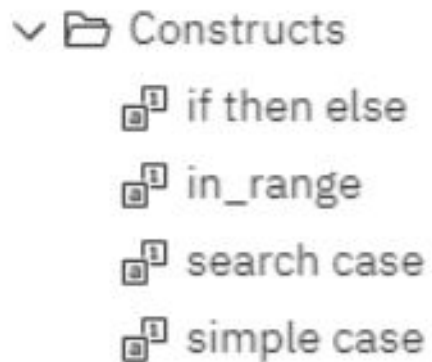 Constructs
if then else
in_range
search case
simple case